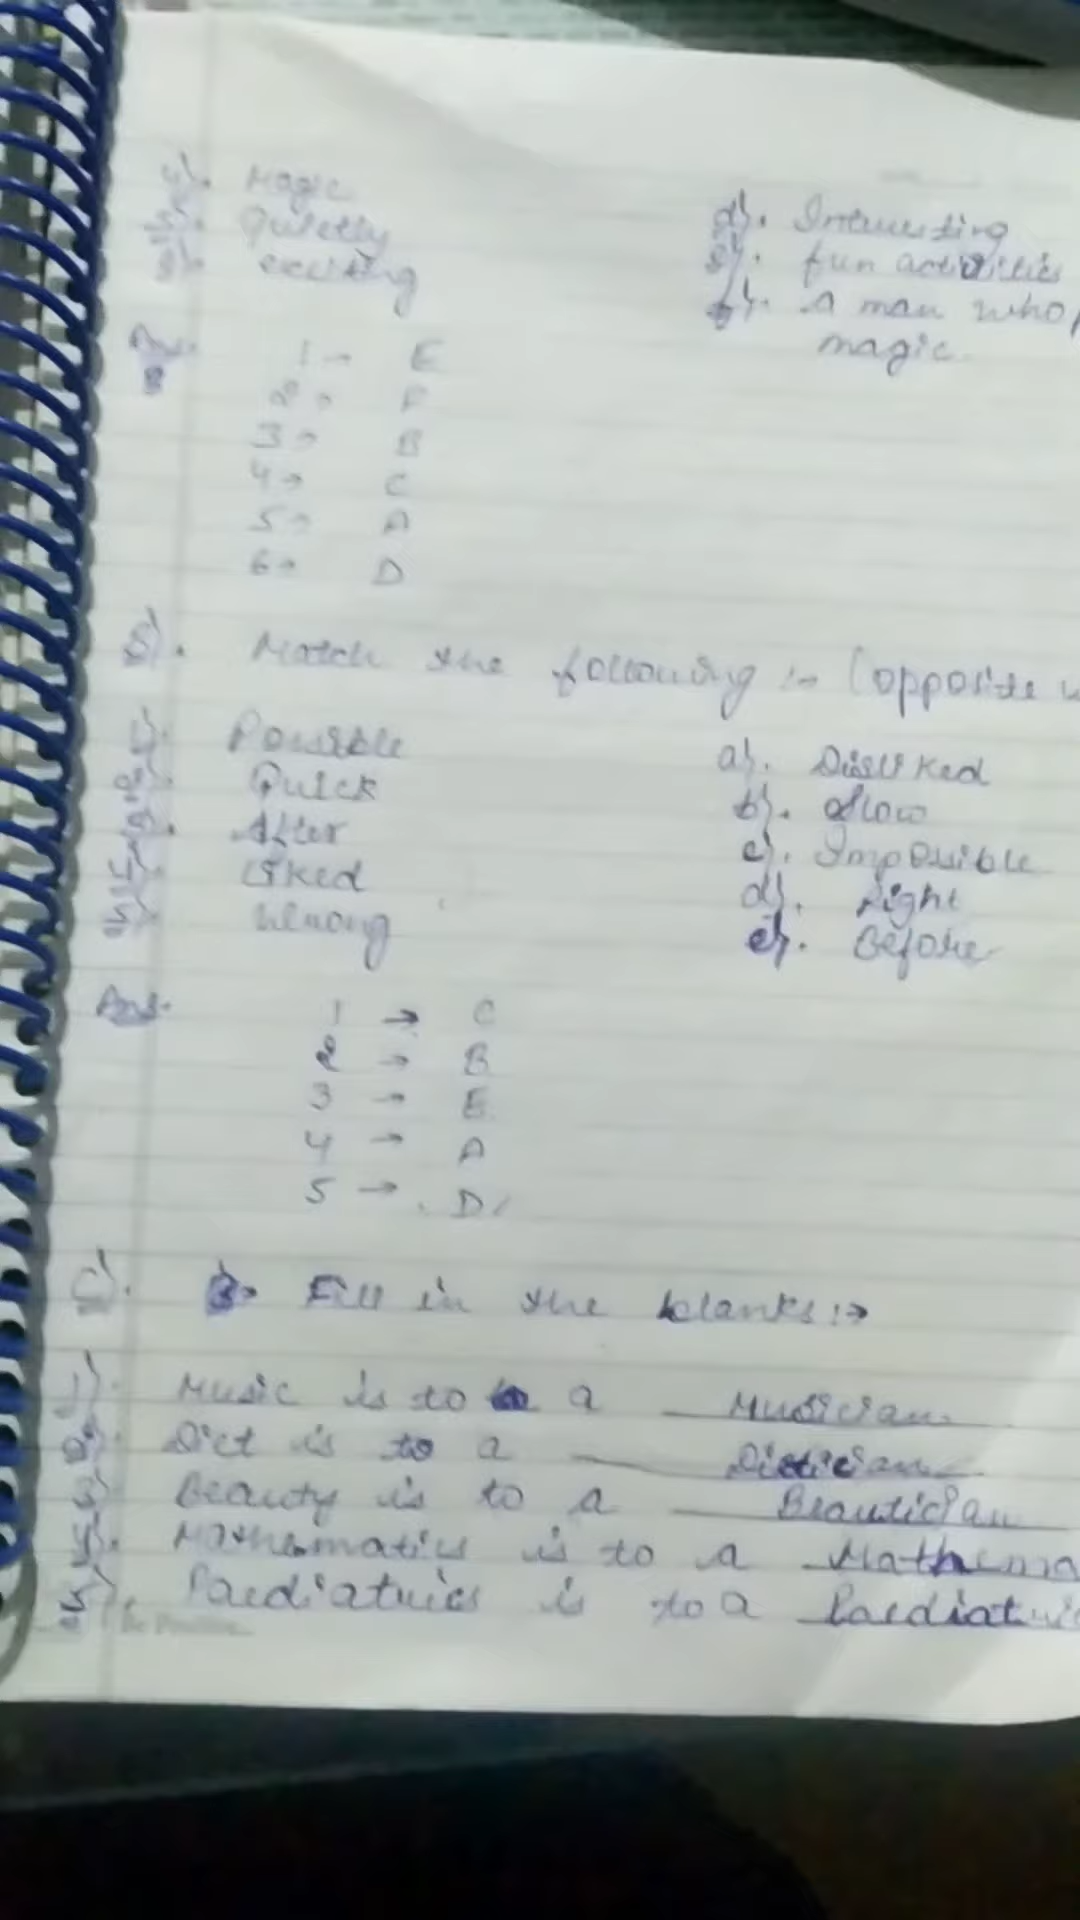 4). Magic d). Interesting
5). Quietly e). fun activities
6). exciting f). A man who
magic.
Ans. 1 → E
2 → F
3 → B
4 → C
5 → A
6 → D
B). Match the following :- (opposite
1). Possible a). Disliked
2). Quick b). Slow
3). After c). Impossible
4). Liked d). Right
5). Wrong e). Before
Ans. 1 → C
2 → B
3 → E
4 → A
5 → D
C). Fill in the blanks :→
1). Music is to a Musician
2). Diet is to a Dietician
3). Beauty is to a Beautician
4). Mathematics is to a Mathema
5). Paediatrics is to a Paediatri